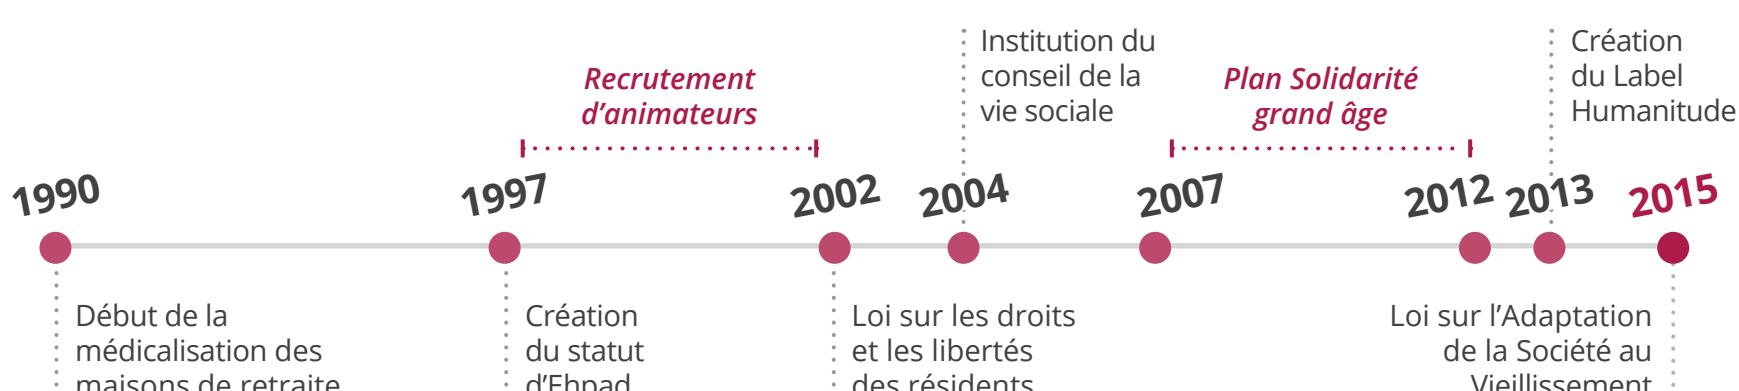 Institution du
conseil de la
vie sociale
Création
du Label
Humanitude
Recrutement
d'animateurs
Plan Solidarité
grand âge
1990
1997
2002
2004
2007
2012
2013
2015
Début de la
médicalisation des
maisons de retraite
Création
du statut
d'Ehpad
Loi sur les droits
et les libertés
des résidents
Loi sur l'Adaptation
de la Société au
Vieillissement